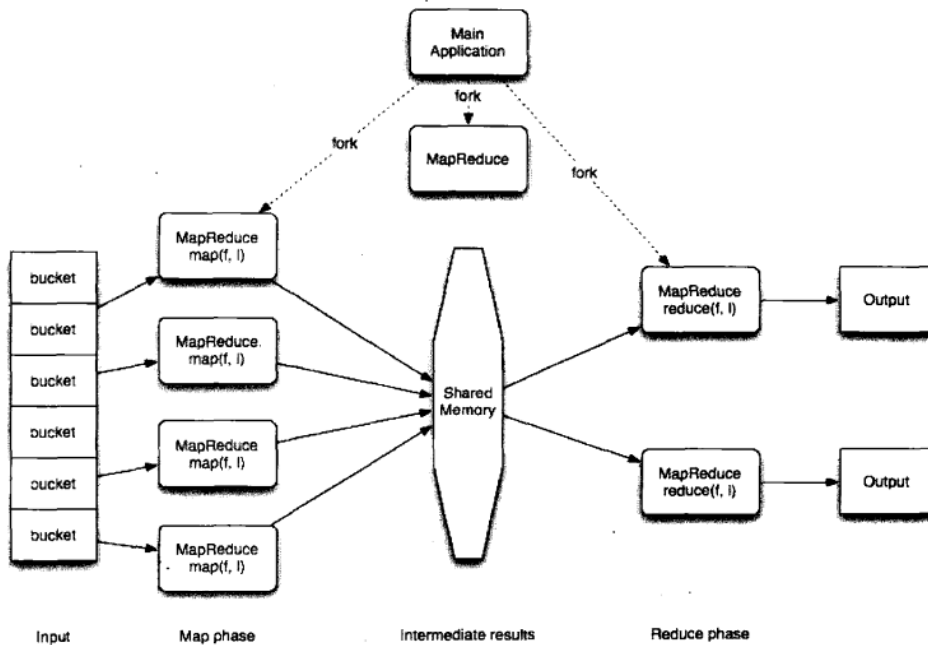 Main
Application
fork
fork
fork
MapReduce
MapReduce
map(f, l)
MapReduce.
map(f, l)
MapReduce
map(f, l)
MapReduce
map(f, l)
bucket
bucket
bucket
bucket
bucket
bucket
Shared
Memory
MapReduce
reduce(f, l)
Output
MapReduce
reduce(f, l)
Output
Input
Map phase
Intermediate results
Reduce phase